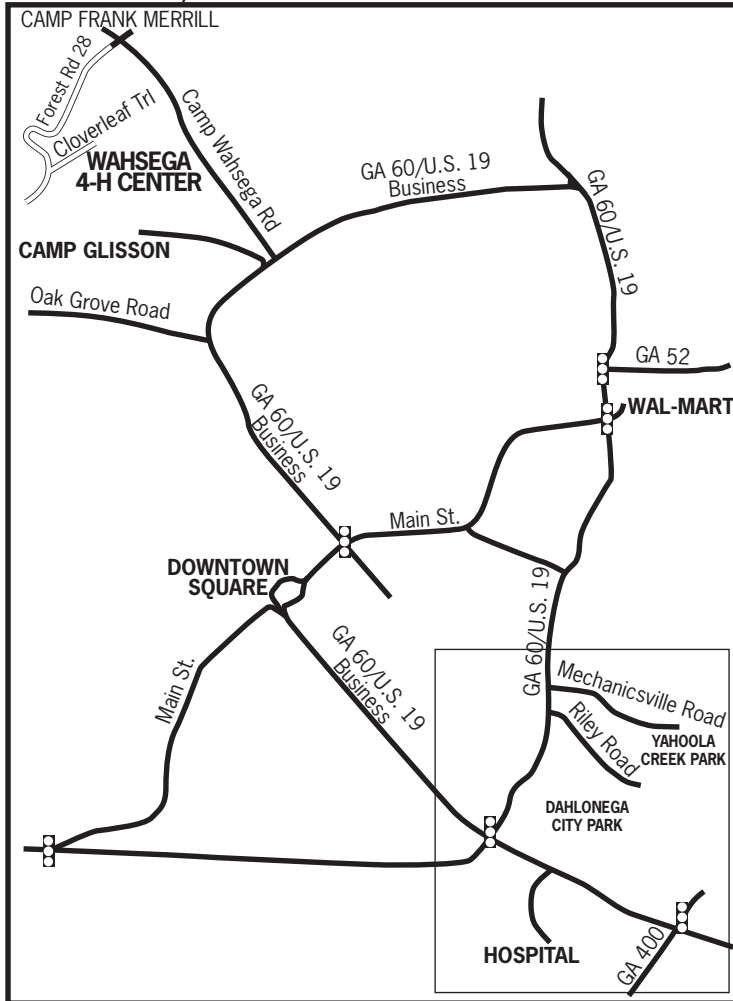 CAMP FRANK MERRILL
Forest Rd 28
Cloverleaf Trl
Camp Wahsega Rd
WAHSEGA
4-H CENTER
GA 60/U.S. 19
Business
GA 60/U.S. 19
CAMP GLISSON
Oak Grove Road
GA 52
GA 60/U.S. 19
Business
WAL-MART
Main St.
DOWNTOWN
SQUARE
GA 60/U.S. 19
GA 60/U.S. 19
Business
Main St.
Mechanicsville Road
Riley Road
YAHOOLA
CREEK PARK
DAHLONEGA
CITY PARK
HOSPITAL
GA 400